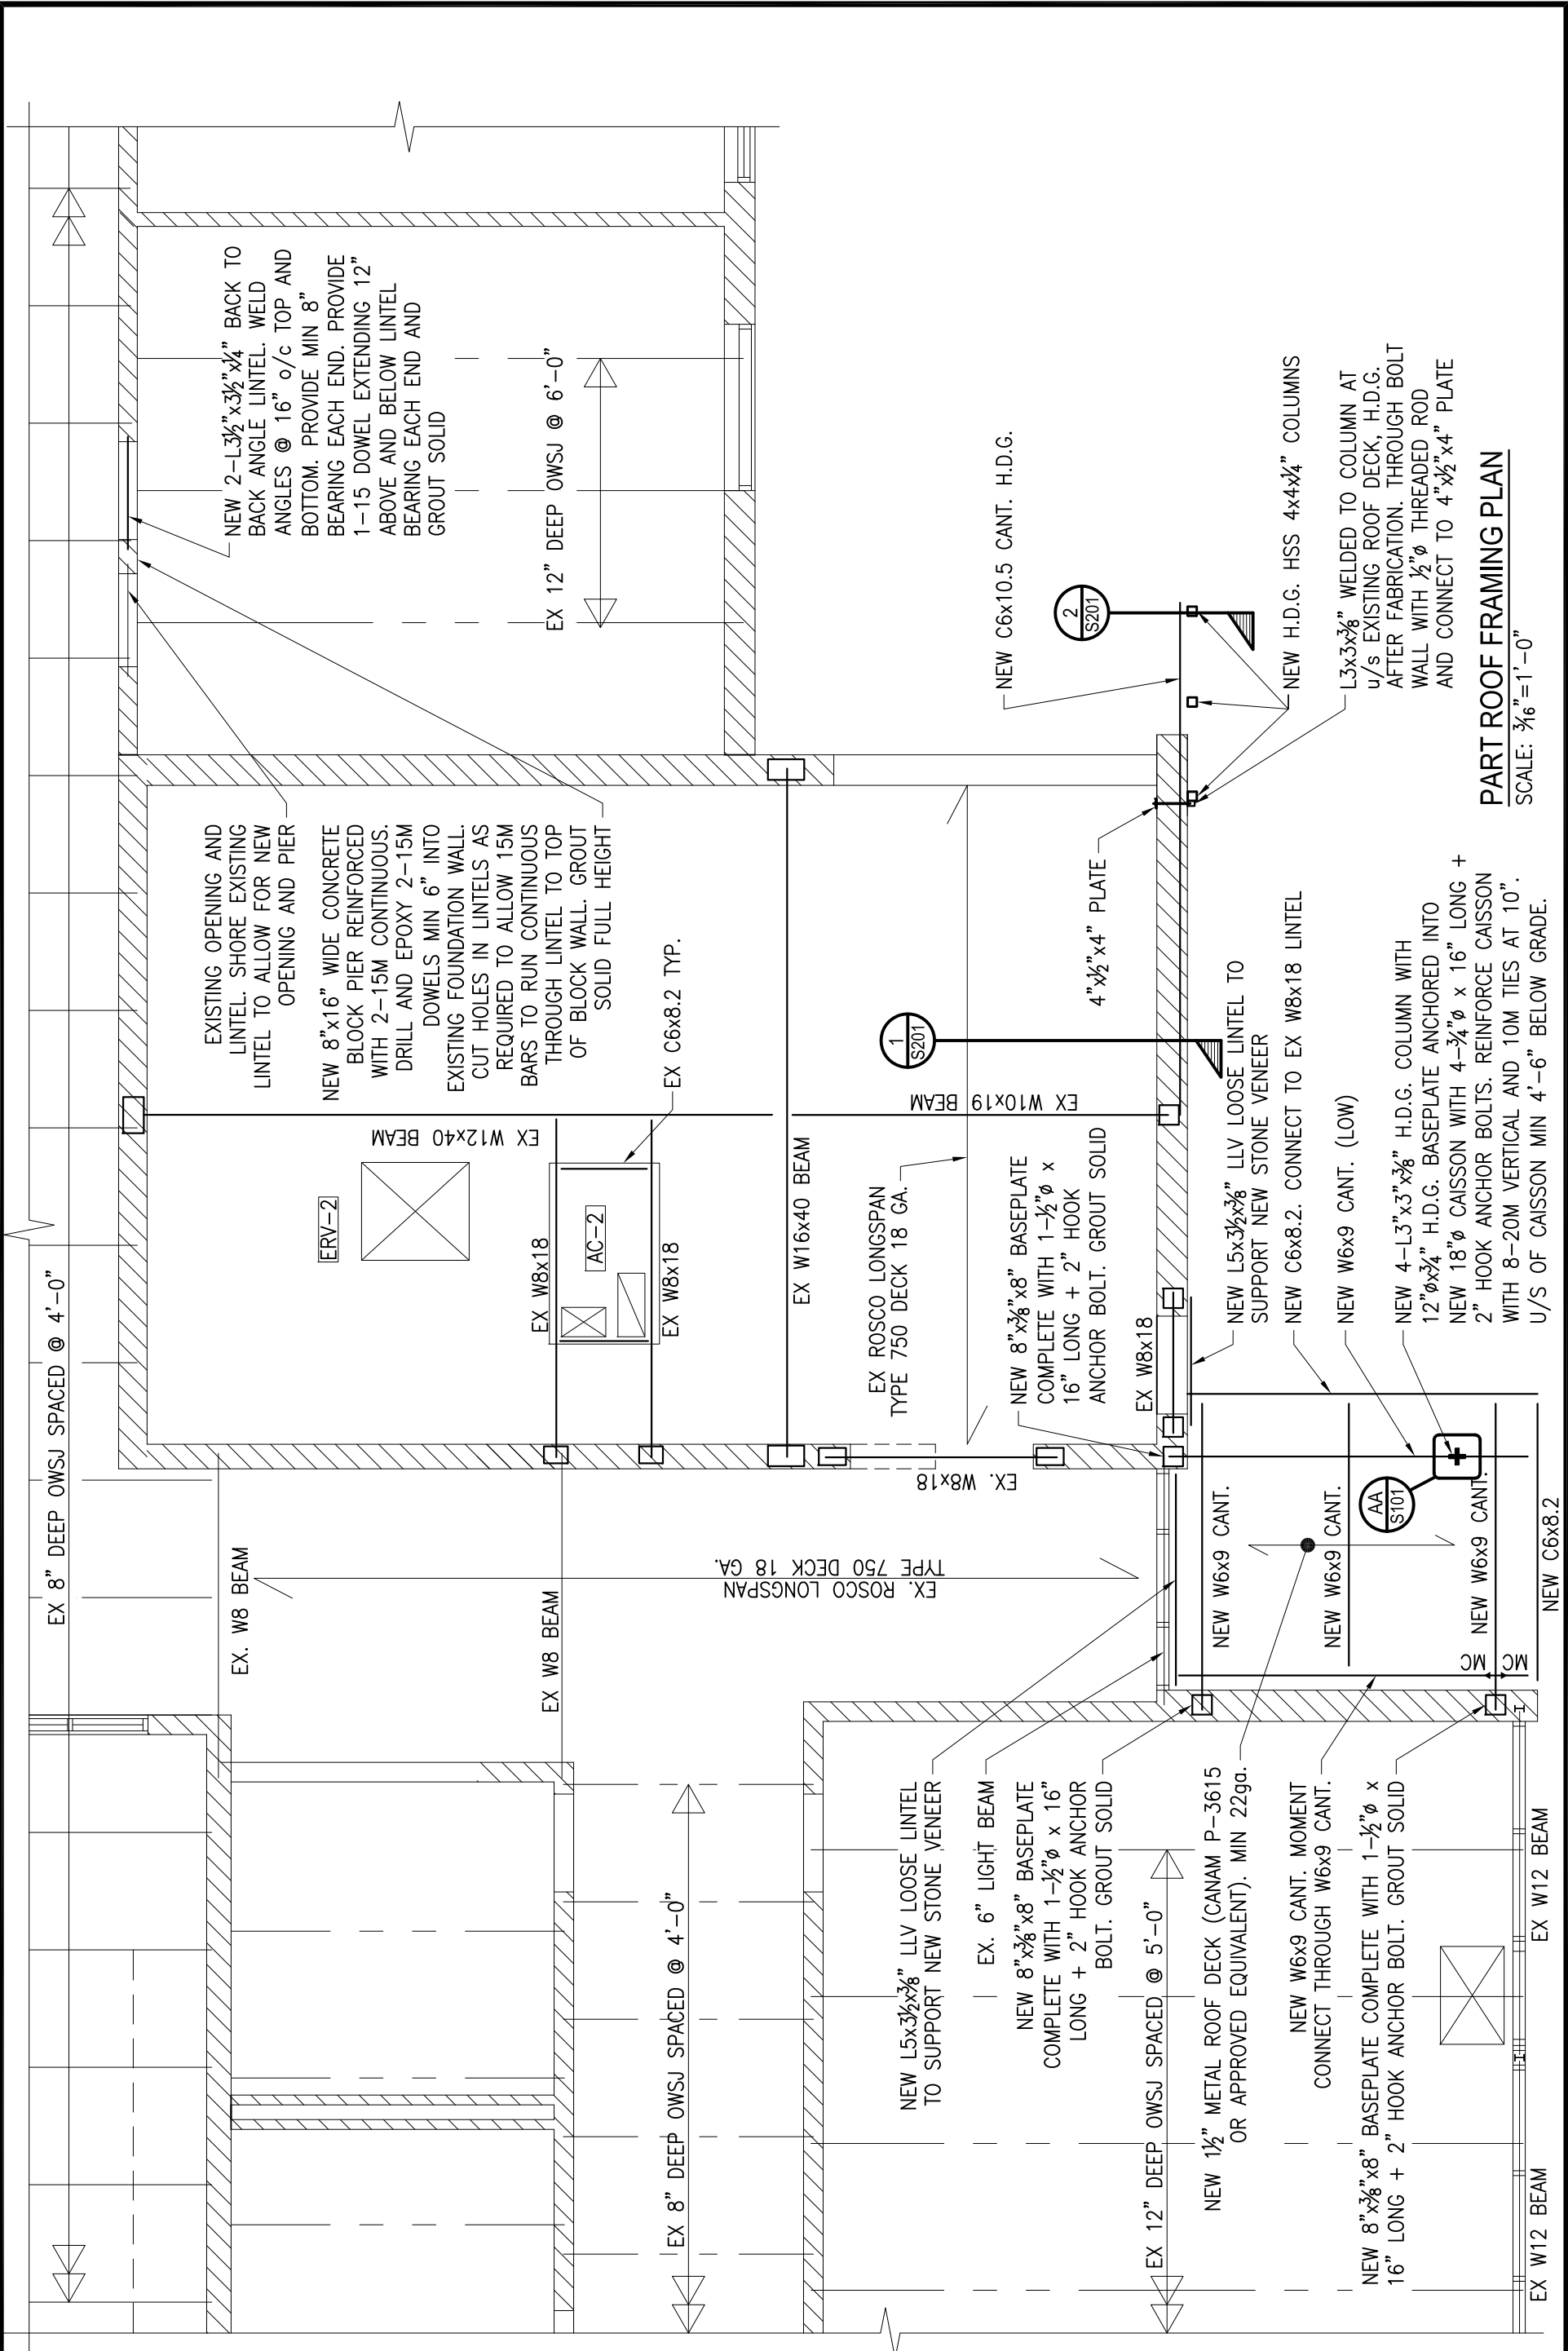 EX 8" DEEP OWSJ SPACED @ 4'-0"
NEW 2-L3½"x3½"x¼" BACK TO
BACK ANGLE LINTEL. WELD
ANGLES @ 16" o/c TOP AND
BOTTOM. PROVIDE MIN 8"
BEARING EACH END. PROVIDE
1-15 DOWEL EXTENDING 12"
ABOVE AND BELOW LINTEL
BEARING EACH END AND
GROUT SOLID
EX 12" DEEP OWSJ @ 6'-0"
EXISTING OPENING AND
LINTEL. SHORE EXISTING
LINTEL TO ALLOW FOR NEW
OPENING AND PIER
NEW 8"x16" WIDE CONCRETE
BLOCK PIER REINFORCED
WITH 2-15M CONTINUOUS.
DRILL AND EPOXY 2-15M
DOWELS MIN 6" INTO
EXISTING FOUNDATION WALL.
CUT HOLES IN LINTELS AS
REQUIRED TO ALLOW 15M
BARS TO RUN CONTINUOUS
THROUGH LINTEL TO TOP
OF BLOCK WALL. GROUT
SOLID FULL HEIGHT
EX C6x8.2 TYP.
EX W12x40 BEAM
ERV-2
EX W8x18
AC-2
EX W8x18
EX W16x40 BEAM
EX W10x19 BEAM
1
S201
EX ROSCO LONGSPAN
TYPE 750 DECK 18 GA.
NEW 8"x⅜"x8" BASEPLATE
COMPLETE WITH 1-½"ø x
16" LONG + 2" HOOK
ANCHOR BOLT. GROUT SOLID
EX W8x18
EX. W8x18
EX. W8 BEAM
EX W8 BEAM
EX. ROSCO LONGSPAN
TYPE 750 DECK 18 GA.
NEW C6x10.5 CANT. H.D.G.
2
S201
NEW H.D.G. HSS 4x4x¼" COLUMNS
L3x3x⅜" WELDED TO COLUMN AT
u/s EXISTING ROOF DECK, H.D.G.
AFTER FABRICATION. THROUGH BOLT
WALL WITH ½"ø THREADED ROD
AND CONNECT TO 4"x½"x4" PLATE
4"x½"x4" PLATE
NEW L5x3½x⅜" LLV LOOSE LINTEL TO
SUPPORT NEW STONE VENEER
NEW C6x8.2. CONNECT TO EX W8x18 LINTEL
NEW W6x9 CANT. (LOW)
NEW 4-L3"x3"x⅜" H.D.G. COLUMN WITH
12"øx¾" H.D.G. BASEPLATE ANCHORED INTO
NEW 18"ø CAISSON WITH 4-¾"ø x 16" LONG +
2" HOOK ANCHOR BOLTS. REINFORCE CAISSON
WITH 8-20M VERTICAL AND 10M TIES AT 10".
U/S OF CAISSON MIN 4'-6" BELOW GRADE.
NEW W6x9 CANT.
NEW W6x9 CANT.
AA
S101
NEW W6x9 CANT.
MC
MC
NEW C6x8.2
EX 8" DEEP OWSJ SPACED @ 4'-0"
NEW L5x3½x⅜" LLV LOOSE LINTEL
TO SUPPORT NEW STONE VENEER
EX. 6" LIGHT BEAM
NEW 8"x⅜"x8" BASEPLATE
COMPLETE WITH 1-½"ø x 16"
LONG + 2" HOOK ANCHOR
BOLT. GROUT SOLID
EX 12" DEEP OWSJ SPACED @ 5'-0"
NEW 1½" METAL ROOF DECK (CANAM P-3615
OR APPROVED EQUIVALENT). MIN 22ga.
NEW W6x9 CANT. MOMENT
CONNECT THROUGH W6x9 CANT.
NEW 8"x⅜"x8" BASEPLATE COMPLETE WITH 1-½"ø x
16" LONG + 2" HOOK ANCHOR BOLT. GROUT SOLID
EX W12 BEAM
EX W12 BEAM
PART ROOF FRAMING PLAN
SCALE: 3⁄16"=1'-0"